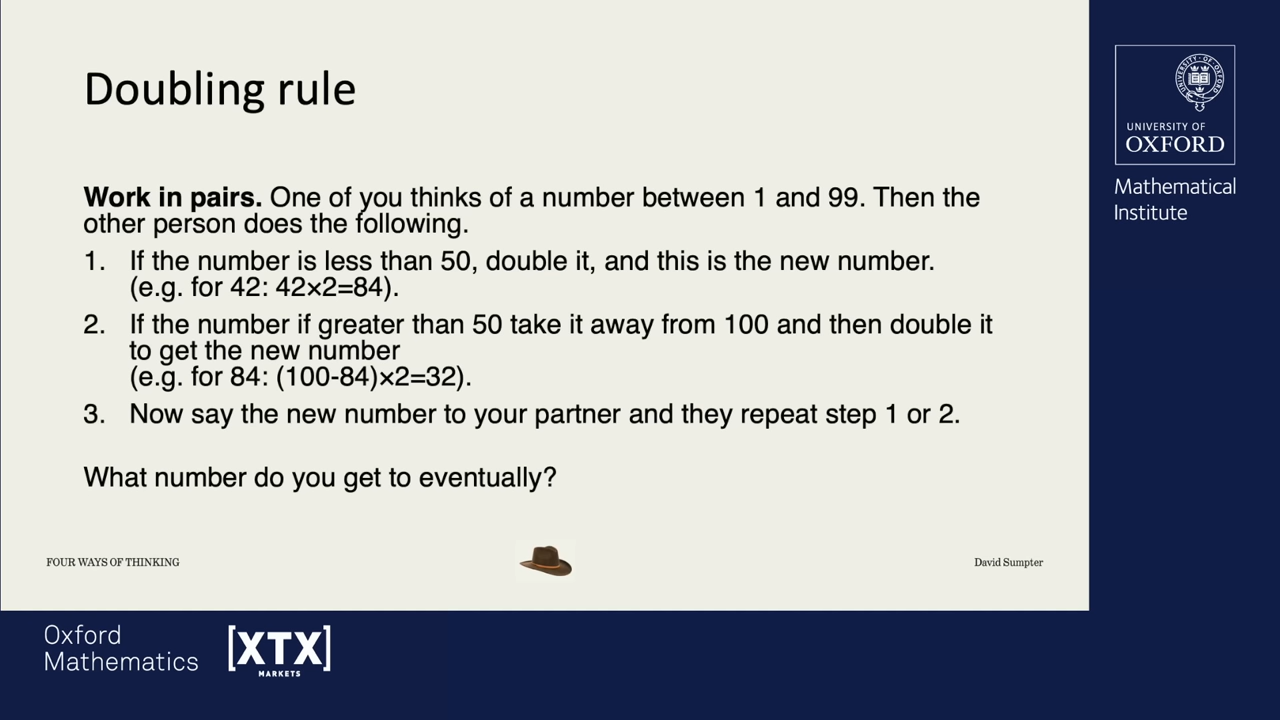 Doubling rule
Work in pairs. One of you thinks of a number between 1 and 99. Then the
other person does the following.
1. If the number is less than 50, double it, and this is the new number.
(e.g. for 42: 42×2=84).
2. If the number if greater than 50 take it away from 100 and then double it
to get the new number
(e.g. for 84: (100-84)×2=32).
3. Now say the new number to your partner and they repeat step 1 or 2.
What number do you get to eventually?
FOUR WAYS OF THINKING
David Sumpter
UNIVERSITY OF
OXFORD
Mathematical
Institute
Oxford
Mathematics
[XTX]
MARKETS